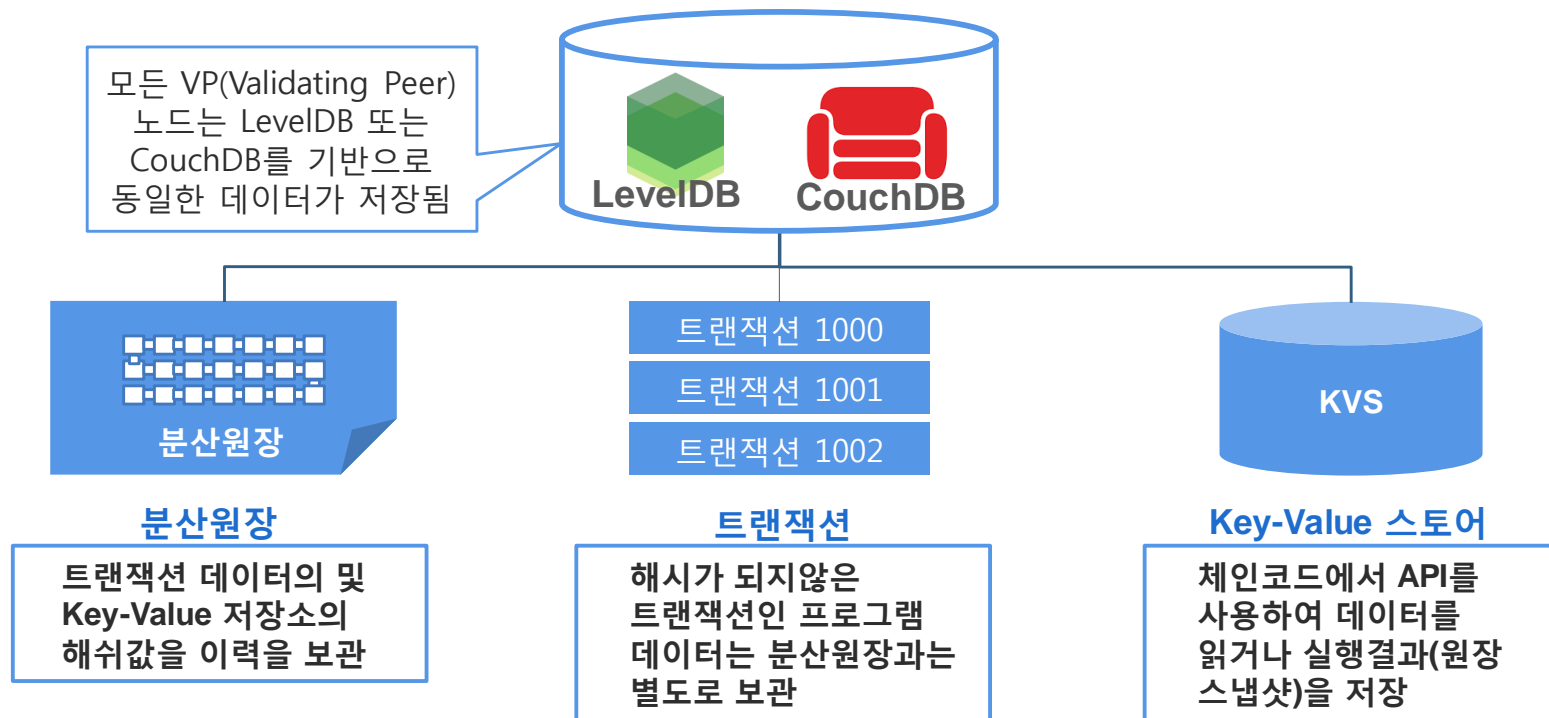 모든 VP(Validating Peer)
노드는 LevelDB 또는
CouchDB를 기반으로
동일한 데이터가 저장됨
LevelDB
CouchDB
분산원장
트랜잭션 1000
트랜잭션 1001
트랜잭션 1002
KVS
분산원장
트랜잭션 데이터의 및
Key-Value 저장소의
해쉬값을 이력을 보관
트랜잭션
해시가 되지않은
트랜잭션인 프로그램
데이터는 분산원장과는
별도로 보관
Key-Value 스토어
체인코드에서 API를
사용하여 데이터를
읽거나 실행결과(원장
스냅샷)을 저장